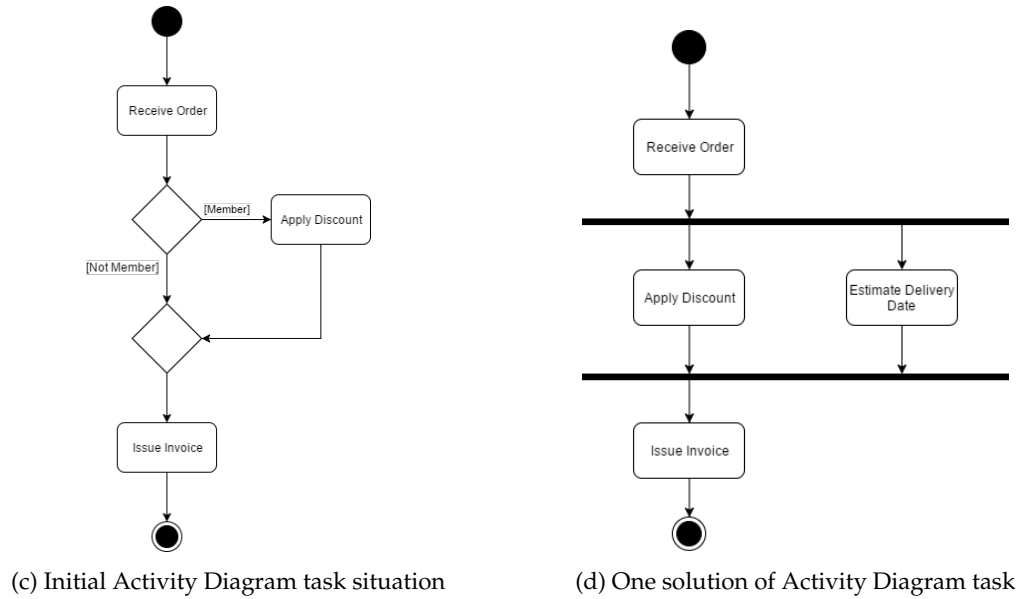 Receive Order
[Member]
Apply Discount
[Not Member]
Issue Invoice
(c) Initial Activity Diagram task situation
Receive Order
Apply Discount
Estimate Delivery
Date
Issue Invoice
(d) One solution of Activity Diagram task